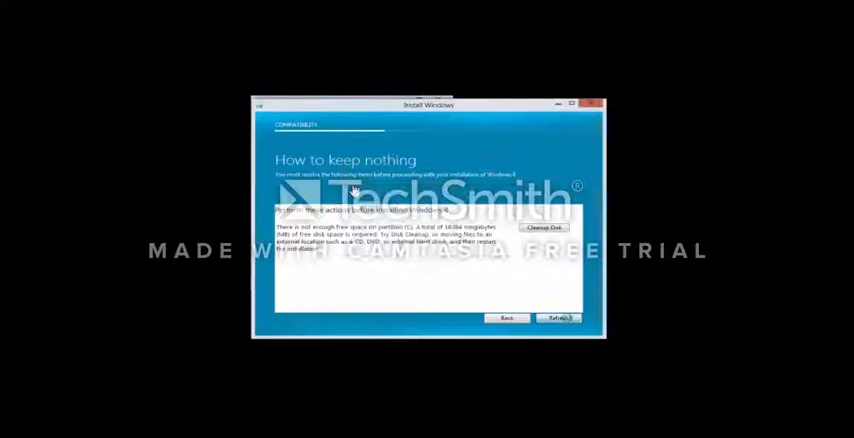 Install Windows
COMPATIBILITY
How to keep nothing
You must resolve the following items before proceeding with your installation of Windows 8
TechSmith®
Perform these actions before installed Windows 8
There is not enough free space on partition (C). A total of 16384 megabytes
(MB) of free disk space is required. Try Disk Cleanup, or moving files to an
external location such as a CD, DVD, or external hard drive, and then restart
the installation
Cleanup Disk
MADE WITH CAMTASIA FREE TRIAL
Back
Refresh